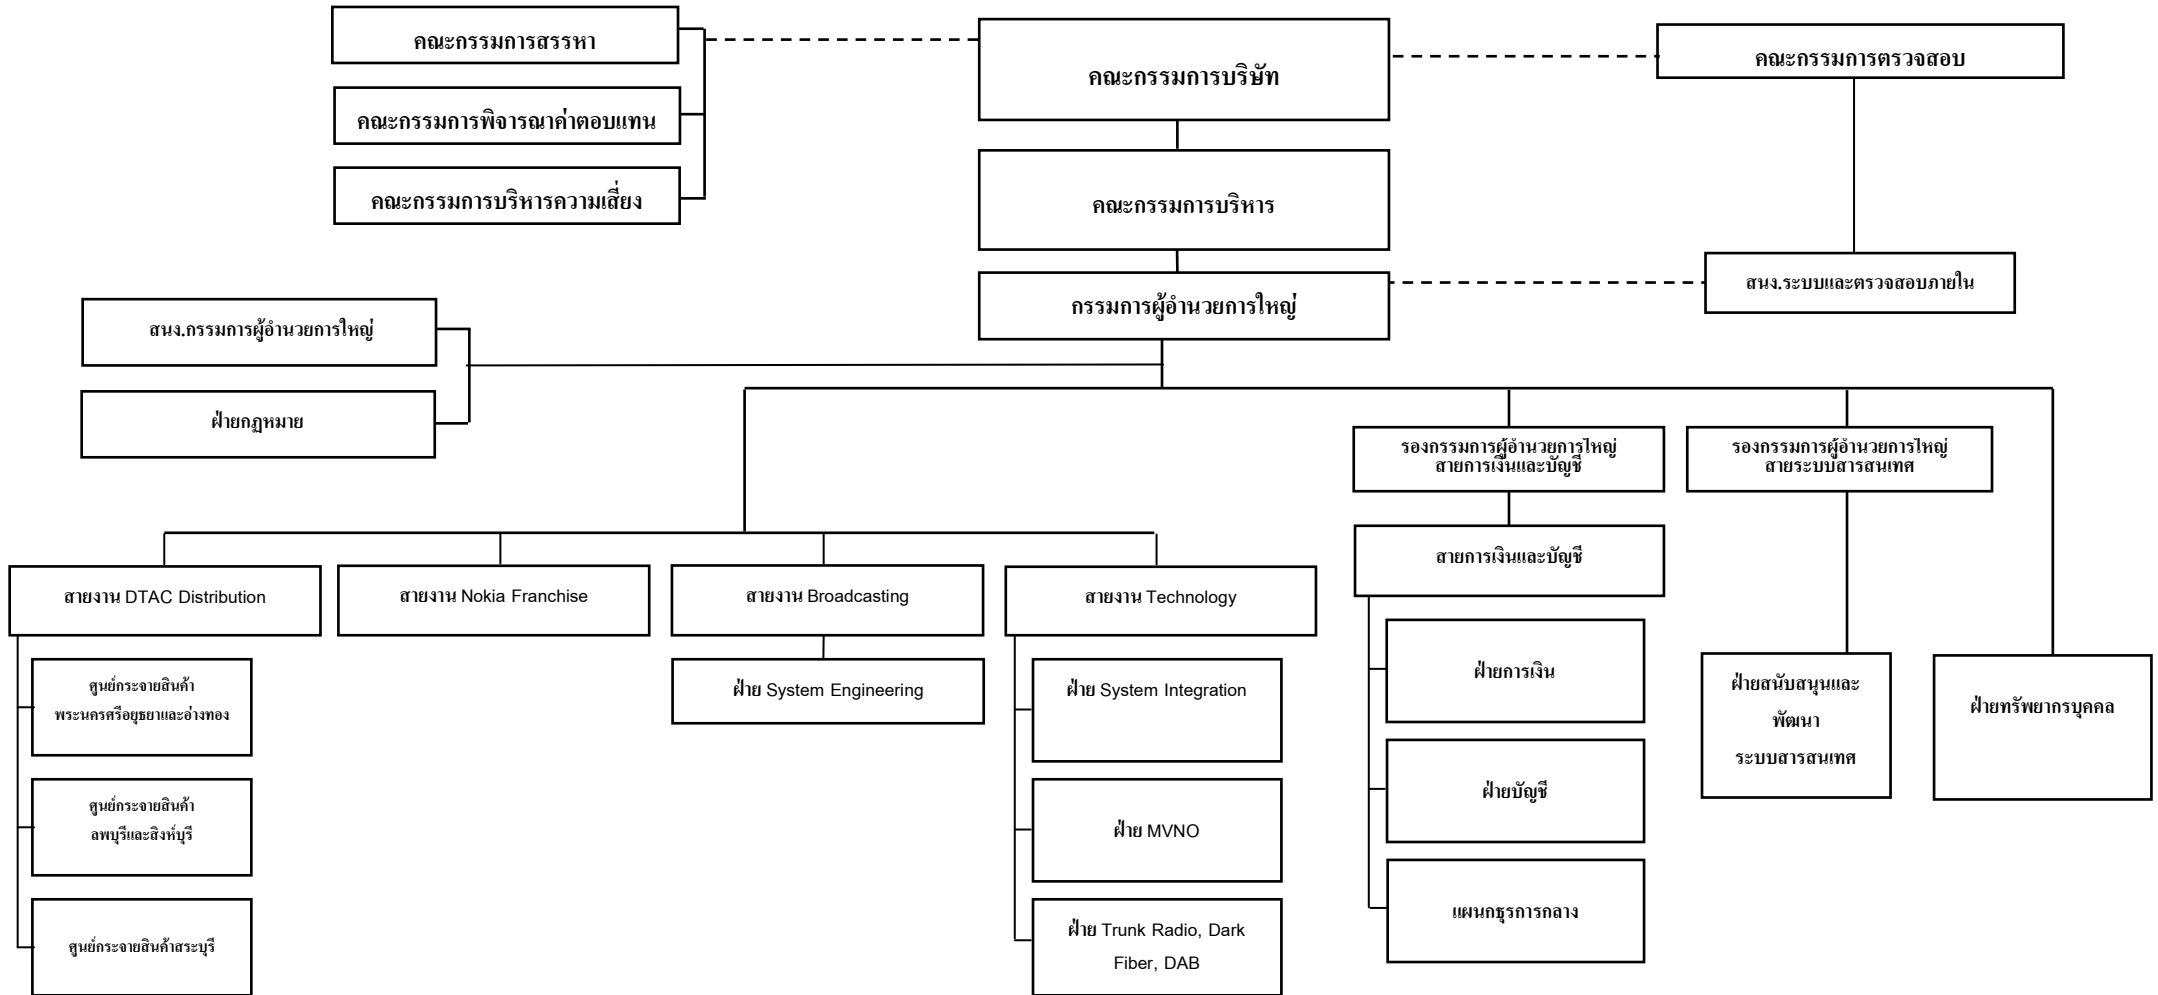 คณะกรรมการสรรหา
คณะกรรมการบริษัท
คณะกรรมการตรวจสอบ
คณะกรรมการพิจารณาค่าตอบแทน
คณะกรรมการบริหารความเสี่ยง
คณะกรรมการบริหาร
สนง.ระบบและตรวจสอบภายใน
กรรมการผู้อำนวยการใหญ่
สนง.กรรมการผู้อำนวยการใหญ่
ฝ่ายกฏหมาย
รองกรรมการผู้อำนวยการใหญ่
สายการเงินและบัญชี
รองกรรมการผู้อำนวยการใหญ่
สายระบบสารสนเทศ
สายการเงินและบัญชี
สายงาน DTAC Distribution
สายงาน Nokia Franchise
สายงาน Broadcasting
สายงาน Technology
ศูนย์กระจายสินค้า
พระนครศรีอยุธยาและอ่างทอง
ฝ่าย System Engineering
ฝ่าย System Integration
ฝ่ายการเงิน
ฝ่ายสนับสนุนและ
พัฒนา
ระบบสารสนเทศ
ฝ่ายทรัพยากรบุคคล
ศูนย์กระจายสินค้า
ลพบุรีและสิงห์บุรี
ฝ่าย MVNO
ฝ่ายบัญชี
ศูนย์กระจายสินค้าสระบุรี
ฝ่าย Trunk Radio, Dark
Fiber, DAB
แผนกธุรการกลาง